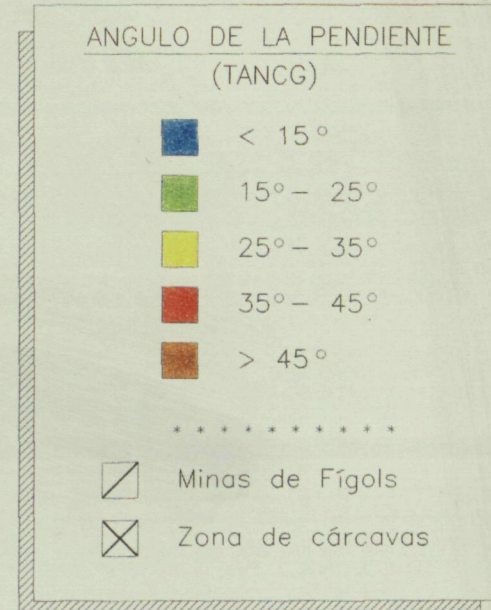 ANGULO DE LA PENDIENTE
(TANCG)
< 15°
15°– 25°
25°– 35°
35°– 45°
> 45°
* * * * * * * * * *
Minas de Fígols
Zona de cárcavas